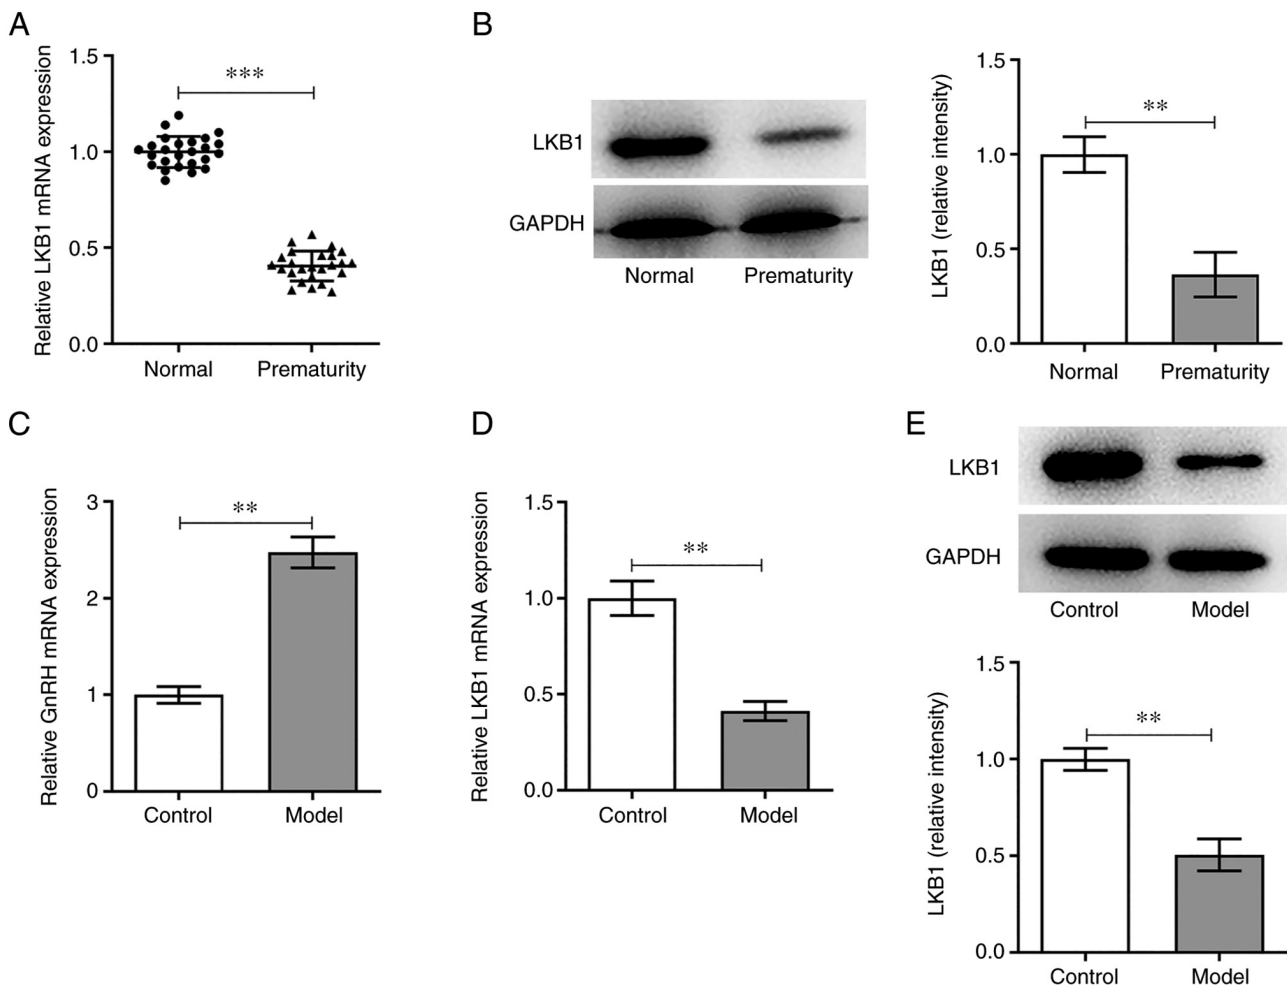 A
Relative LKB1 mRNA expression
1.5
1.0
0.5
0.0
***
Normal Prematurity
B
LKB1
GAPDH
Normal Prematurity
LKB1 (relative intensity)
1.5
1.0
0.5
0.0
**
Normal Prematurity
C
Relative GnRH mRNA expression
3
2
1
0
**
Control Model
D
Relative LKB1 mRNA expression
1.5
1.0
0.5
0.0
**
Control Model
E
LKB1
GAPDH
Control Model
LKB1 (relative intensity)
1.5
1.0
0.5
0.0
**
Control Model